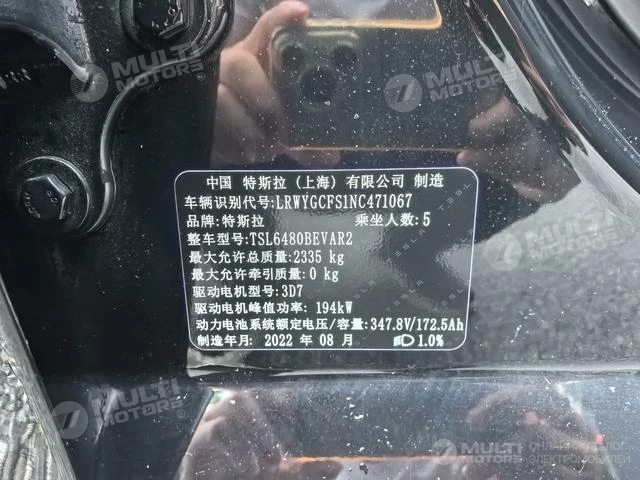 MULTI
MOTORS
MULTI
MOTORS
中国 特斯拉 (上海) 有限公司 制造
车辆识别代号:LRWYGCFS1NC471067
品牌:特斯拉 乘坐人数:5
整车型号:TSL6480BEVAR2
最大允许总质量:2335 kg
最大允许牵引质量:0 kg
驱动电机型号:3D7
驱动电机峰值功率: 194kW
动力电池系统额定电压/容量:347.8V/172.5Ah
制造年月: 2022 年 08 月 1.0%
MULTI
MOTORS
MULTI
MOTORS
ОНЛАЙН-КАТАЛОГ
ЭЛЕКТРОМОБИЛЕЙ